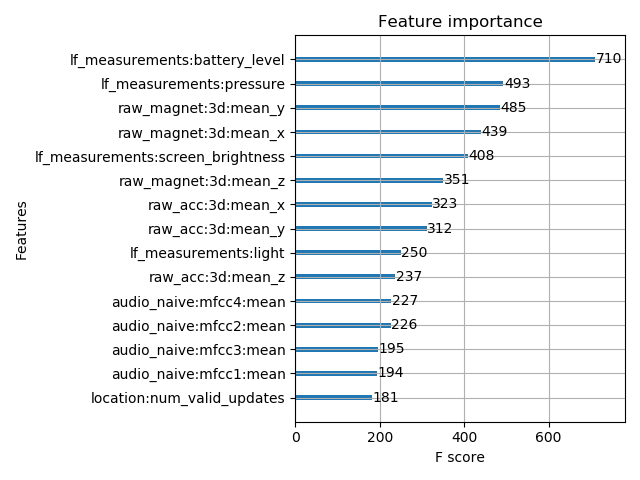 Feature importance
Features
lf_measurements:battery_level 710
lf_measurements:pressure 493
raw_magnet:3d:mean_y 485
raw_magnet:3d:mean_x 439
lf_measurements:screen_brightness 408
raw_magnet:3d:mean_z 351
raw_acc:3d:mean_x 323
raw_acc:3d:mean_y 312
lf_measurements:light 250
raw_acc:3d:mean_z 237
audio_naive:mfcc4:mean 227
audio_naive:mfcc2:mean 226
audio_naive:mfcc3:mean 195
audio_naive:mfcc1:mean 194
location:num_valid_updates 181
0 200 400 600
F score